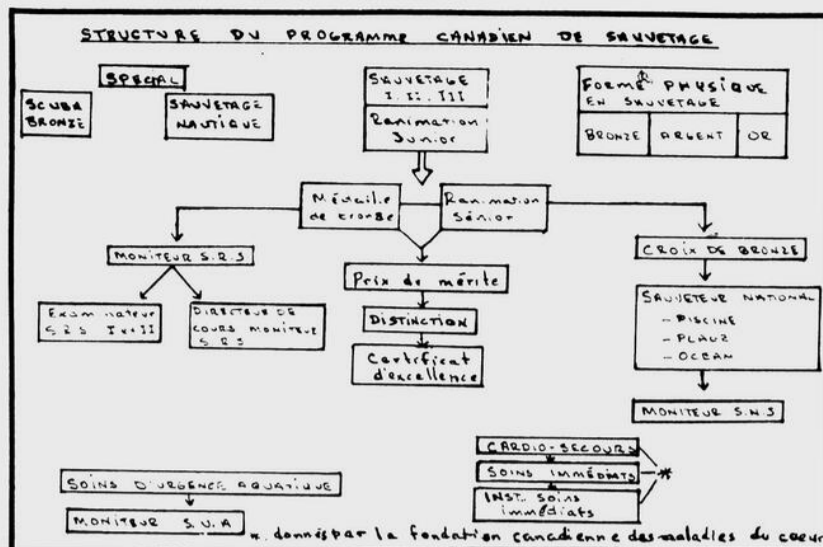 STRUCTURE DU PROGRAMME CANADIEN DE SAUVETAGE
SPECIAL
SCUBA
BRONZE
SAUVETAGE
NAUTIQUE
SAUVETAGE
I. II. III
Ranimation
Junior
FORME PHYSIQUE
EN SAUVETAGE
BRONZE ARGENT OR
Médaille
de bronze
Ranimation
Sénior
MONITEUR S.R.S
Examinateur
S R S I et II
DIRECTEUR DE
COURS MONITEUR
S.R.S
Prix de mérite
DISTINCTION
Certificat
d'excellence
CROIX DE BRONZE
SAUVETEUR NATIONAL
- PISCINE
- PLAGE
- OCEAN
MONITEUR S.N.S
CARDIO-SECOURS
SOINS IMMÉDIATS *
INST. SOINS
immédiats
SOINS D'URGENCE AQUATIQUE
MONITEUR S.U.A
*. donnés par la fondation canadienne des maladies du coeur